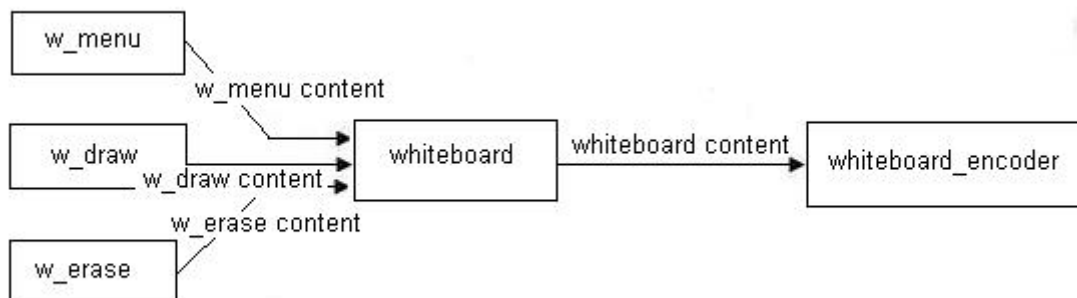 w_menu
w_menu content
w_draw
w_draw content
whiteboard
whiteboard content
whiteboard_encoder
w_erase content
w_erase